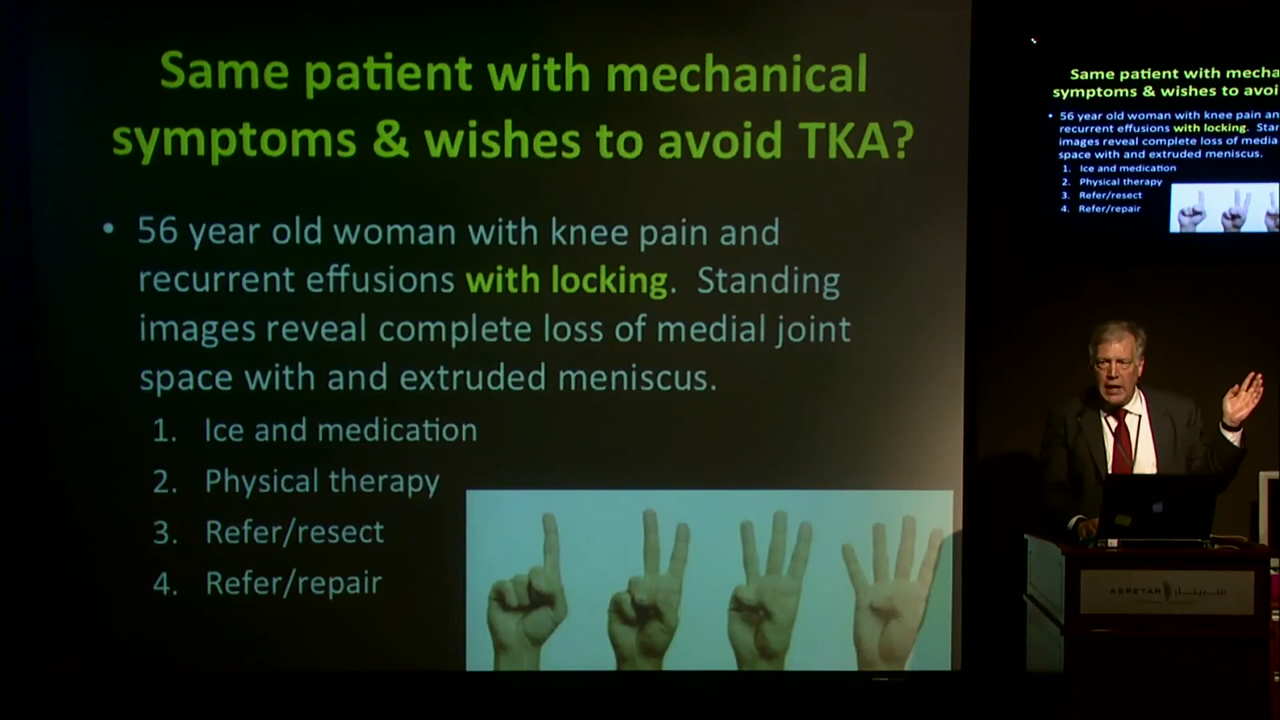 Same patient with mechanical
symptoms & wishes to avoid TKA?
• 56 year old woman with knee pain and
recurrent effusions with locking. Standing
images reveal complete loss of medial joint
space with and extruded meniscus.
1. Ice and medication
2. Physical therapy
3. Refer/resect
4. Refer/repair
Same patient with mecha
symptoms & wishes to avoi
• 56 year old woman with knee pain an
recurrent effusions with locking. Star
images reveal complete loss of media
space with and extruded meniscus.
1. Ice and medication
2. Physical therapy
3. Refer/resect
4. Refer/repair
ASPETAR سبيتار